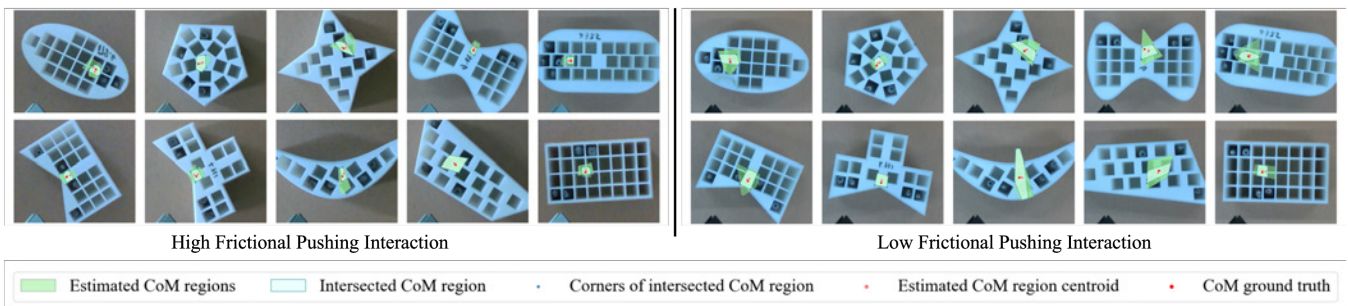 High Frictional Pushing Interaction
Low Frictional Pushing Interaction
Estimated CoM regions
Intersected CoM region
Corners of intersected CoM region
Estimated CoM region centroid
CoM ground truth